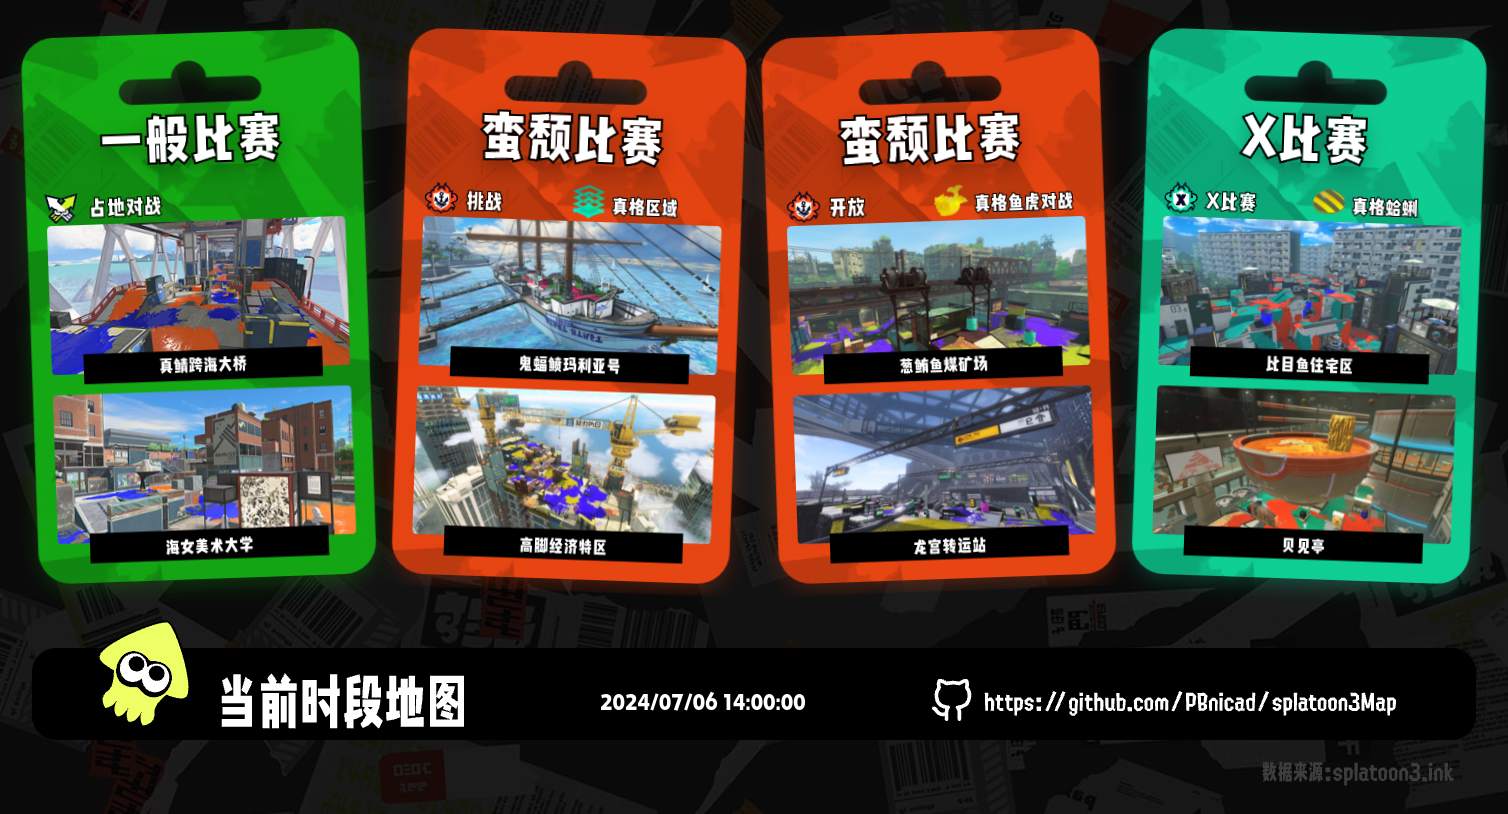 一般比赛
占地对战
真鲷跨海大桥
海女美术大学
蛮颓比赛
挑战
真格区域
鬼蝠鲼玛利亚号
高脚经济特区
蛮颓比赛
开放
真格鱼虎对战
葱鲔鱼煤矿场
龙宫转运站
X比赛
X比赛
真格蛤蜊
比目鱼住宅区
贝见亭
当前时段地图
2024/07/06 14:00:00
https://github.com/PBnicad/splatoon3Map
数据来源:splatoon3.ink